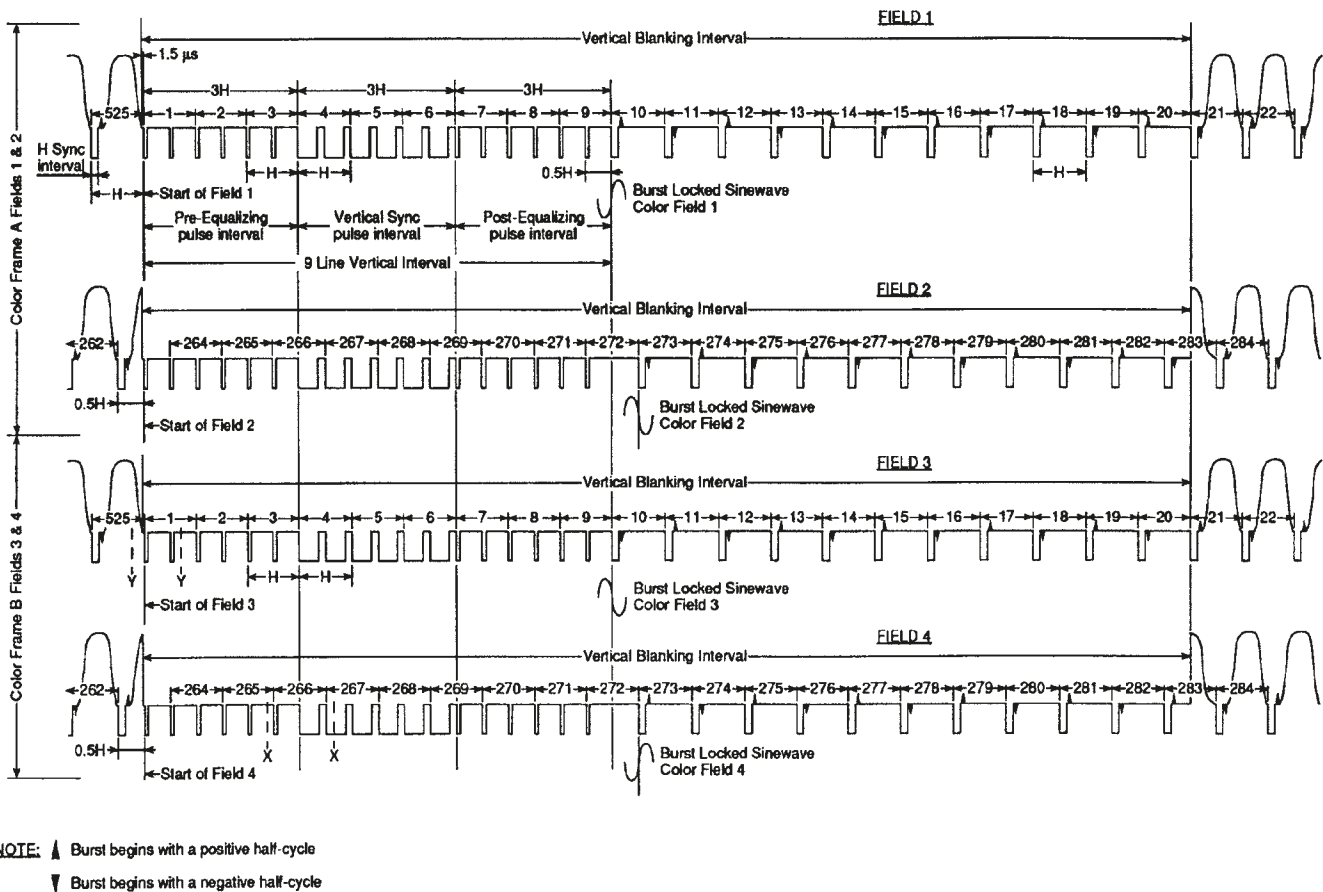 FIELD 1
Vertical Blanking Interval
1.5 µs
3H 3H 3H
525 1 2 3 4 5 6 7 8 9 10 11 12 13 14 15 16 17 18 19 20 21 22
H Sync
interval
H H 0.5H H
H Start of Field 1
Burst Locked Sinewave
Color Field 1
Pre-Equalizing
pulse interval
Vertical Sync
pulse interval
Post-Equalizing
pulse interval
9 Line Vertical Interval
Color Frame A Fields 1 & 2
FIELD 2
Vertical Blanking Interval
262 264 265 266 267 268 269 270 271 272 273 274 275 276 277 278 279 280 281 282 283 284
0.5H
Start of Field 2
Burst Locked Sinewave
Color Field 2
Color Frame B Fields 3 & 4
FIELD 3
Vertical Blanking Interval
525 1 2 3 4 5 6 7 8 9 10 11 12 13 14 15 16 17 18 19 20 21 22
Y Y H H
Start of Field 3
Burst Locked Sinewave
Color Field 3
FIELD 4
Vertical Blanking Interval
262 264 265 266 267 268 269 270 271 272 273 274 275 276 277 278 279 280 281 282 283 284
0.5H X X
Start of Field 4
Burst Locked Sinewave
Color Field 4
NOTE: Burst begins with a positive half-cycle
Burst begins with a negative half-cycle